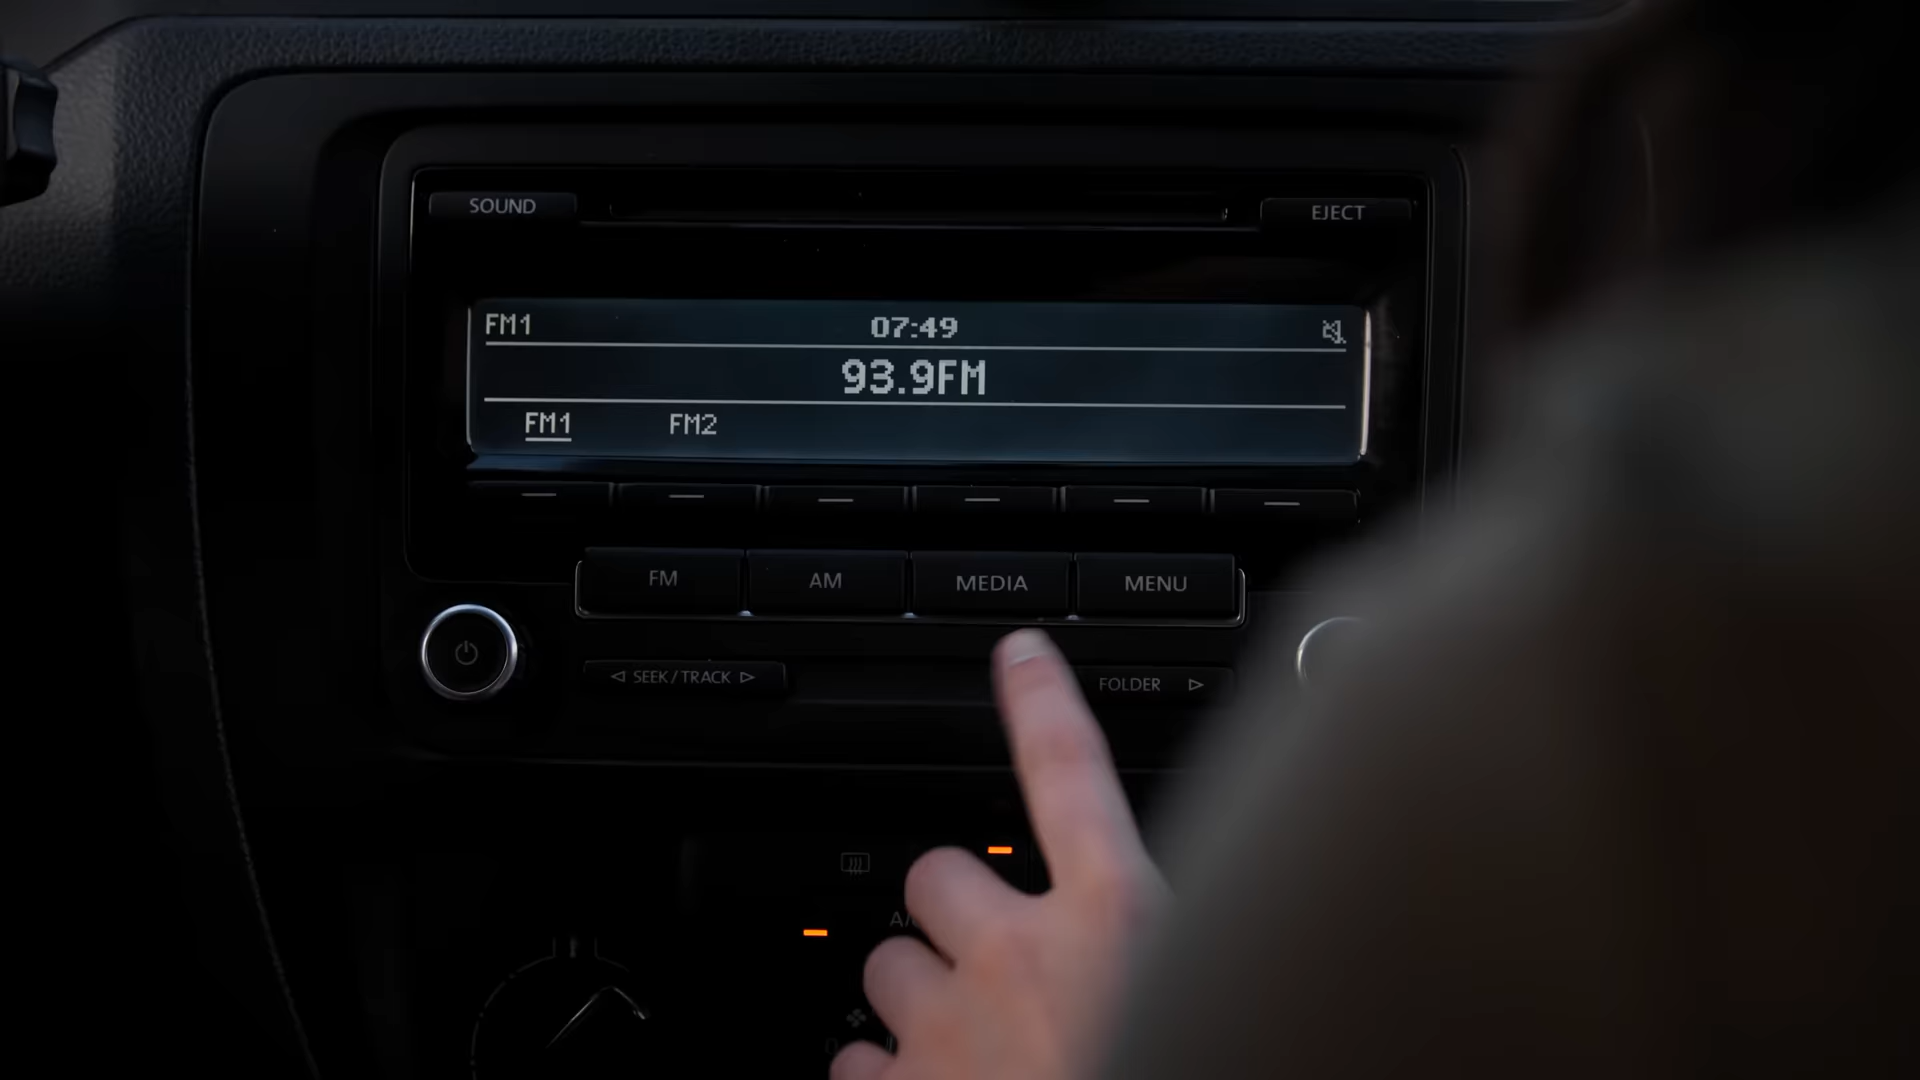 SOUND
EJECT
FM1 07:49
93.9FM
FM1 FM2
FM AM MEDIA MENU
SEEK/TRACK FOLDER